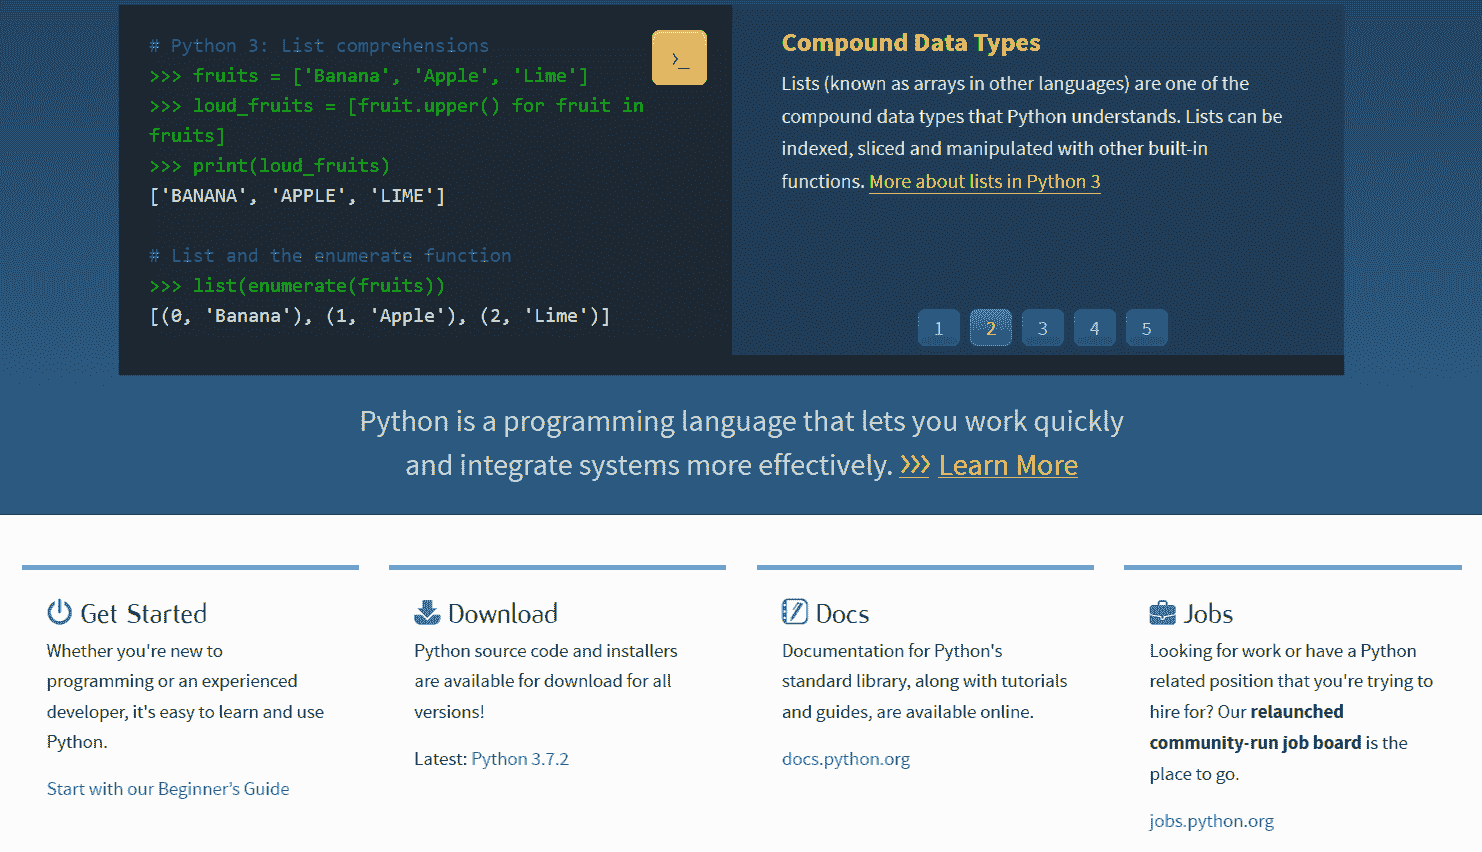 # Python 3: List comprehensions
>>> fruits = ['Banana', 'Apple', 'Lime']
>>> loud_fruits = [fruit.upper() for fruit in
fruits]
>>> print(loud_fruits)
['BANANA', 'APPLE', 'LIME']
# List and the enumerate function
>>> list(enumerate(fruits))
[(0, 'Banana'), (1, 'Apple'), (2, 'Lime')]
>_
Compound Data Types
Lists (known as arrays in other languages) are one of the
compound data types that Python understands. Lists can be
indexed, sliced and manipulated with other built-in
functions. More about lists in Python 3
1 2 3 4 5
Python is a programming language that lets you work quickly
and integrate systems more effectively. >>> Learn More
Get Started
Whether you're new to
programming or an experienced
developer, it's easy to learn and use
Python.
Start with our Beginner’s Guide
Download
Python source code and installers
are available for download for all
versions!
Latest: Python 3.7.2
Docs
Documentation for Python's
standard library, along with tutorials
and guides, are available online.
docs.python.org
Jobs
Looking for work or have a Python
related position that you're trying to
hire for? Our relaunched
community-run job board is the
place to go.
jobs.python.org